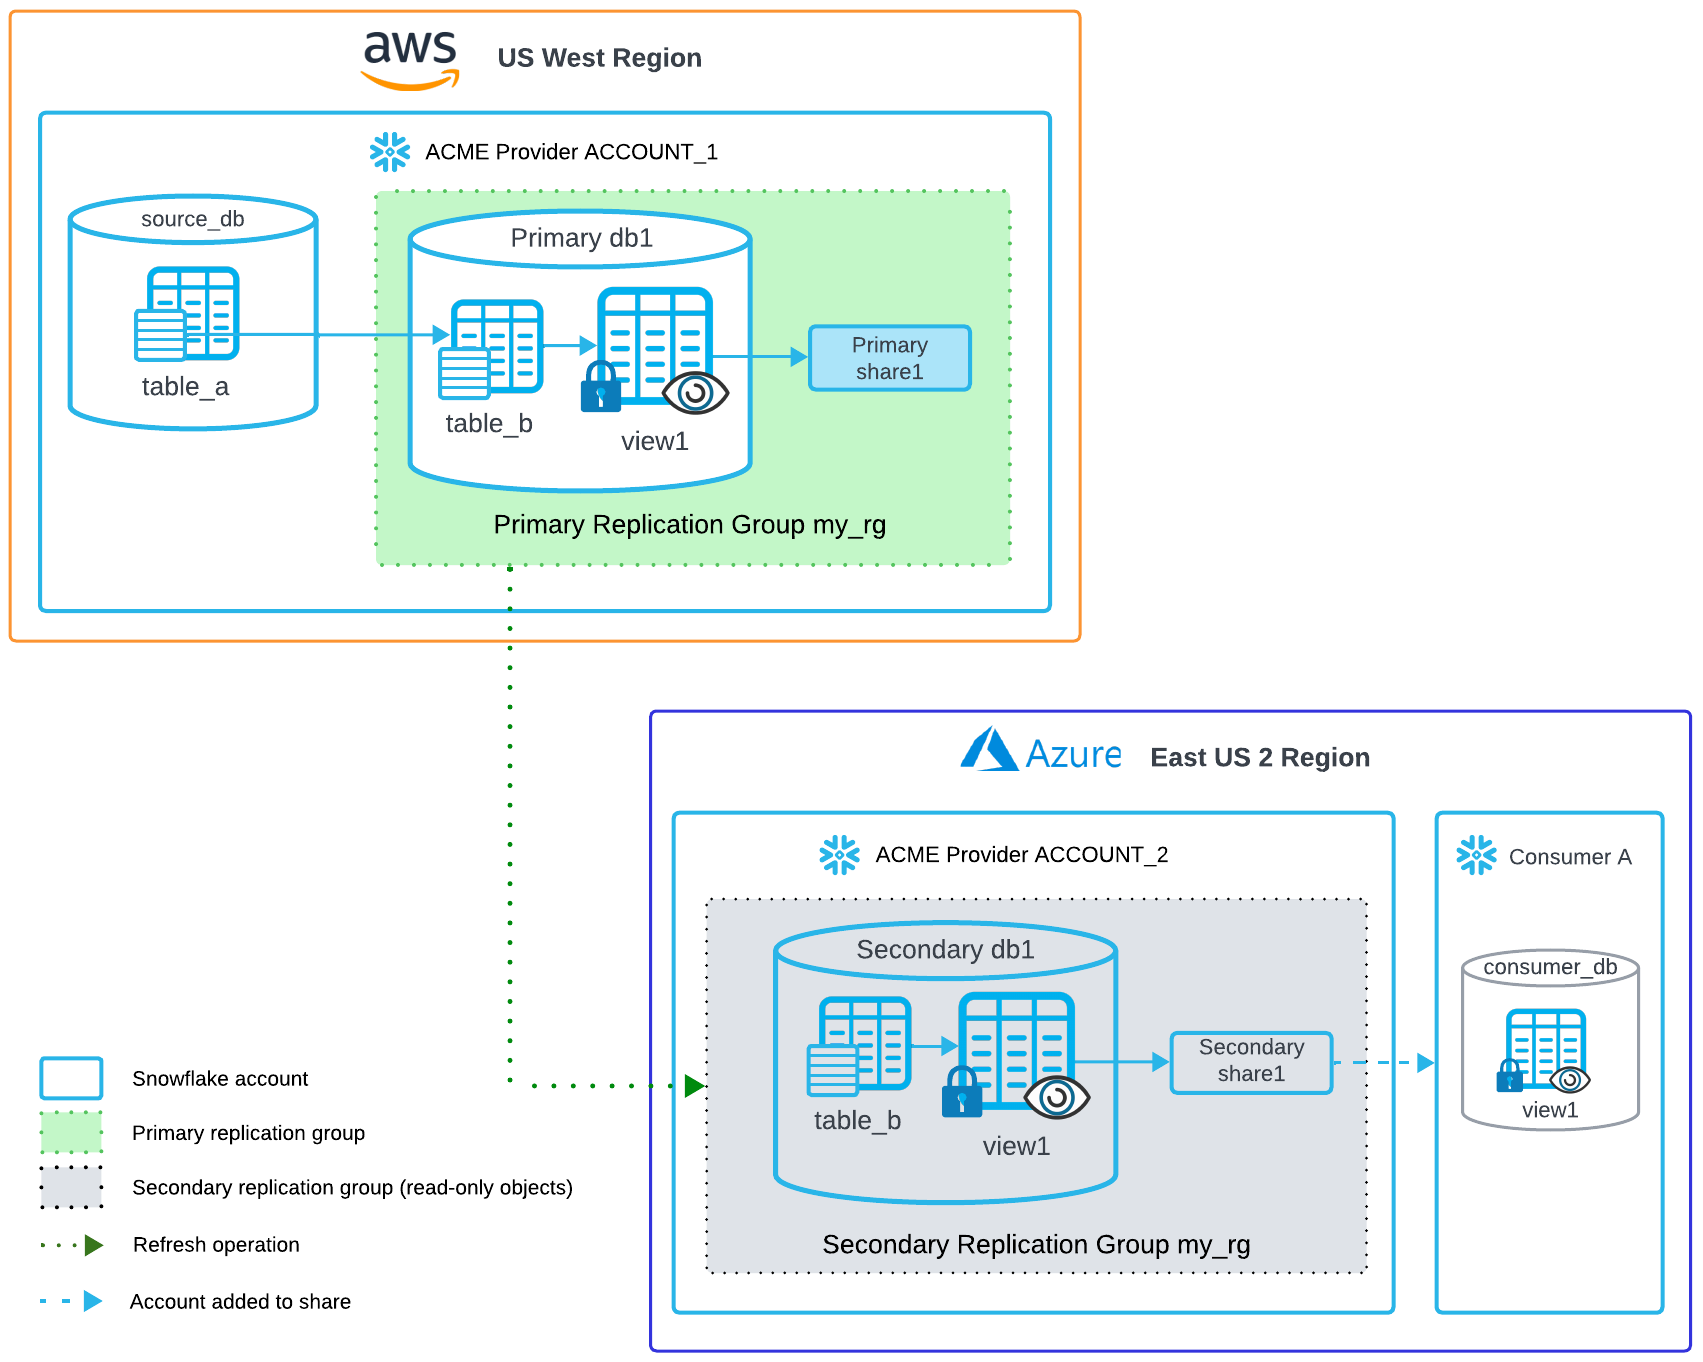 aws US West Region
ACME Provider ACCOUNT_1
source_db
table_a
Primary db1
table_b
view1
Primary
share1
Primary Replication Group my_rg
Azure East US 2 Region
ACME Provider ACCOUNT_2
Secondary db1
table_b
view1
Secondary
share1
Secondary Replication Group my_rg
Consumer A
consumer_db
view1
Snowflake account
Primary replication group
Secondary replication group (read-only objects)
Refresh operation
Account added to share